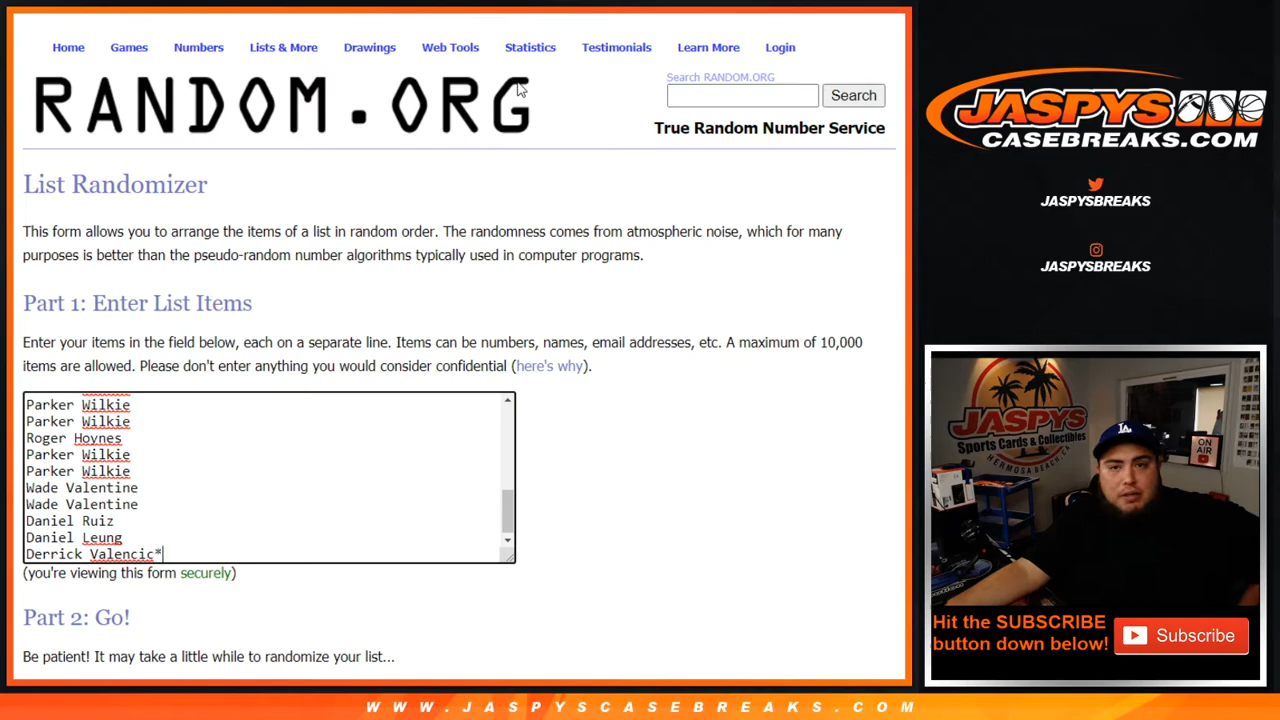 Home Games Numbers Lists & More Drawings Web Tools Statistics Testimonials Learn More Login
RANDOM.ORG
Search RANDOM.ORG
Search
True Random Number Service
List Randomizer
This form allows you to arrange the items of a list in random order. The randomness comes from atmospheric noise, which for many
purposes is better than the pseudo-random number algorithms typically used in computer programs.
Part 1: Enter List Items
Enter your items in the field below, each on a separate line. Items can be numbers, names, email addresses, etc. A maximum of 10,000
items are allowed. Please don't enter anything you would consider confidential (here's why).
Parker Wilkie
Parker Wilkie
Roger Hoynes
Parker Wilkie
Parker Wilkie
Wade Valentine
Wade Valentine
Daniel Ruiz
Daniel Leung
Derrick Valencic*
(you're viewing this form securely)
Part 2: Go!
Be patient! It may take a little while to randomize your list...
JASPYS
CASEBREAKS.COM
JASPYSBREAKS
JASPYSBREAKS
JASPYS
Sports Cards & Collectibles
HERMOSA BEACH, CA
ON
AIR
LA
Hit the SUBSCRIBE
button down below!
Subscribe
WWW.JASPYSCASEBREAKS.COM